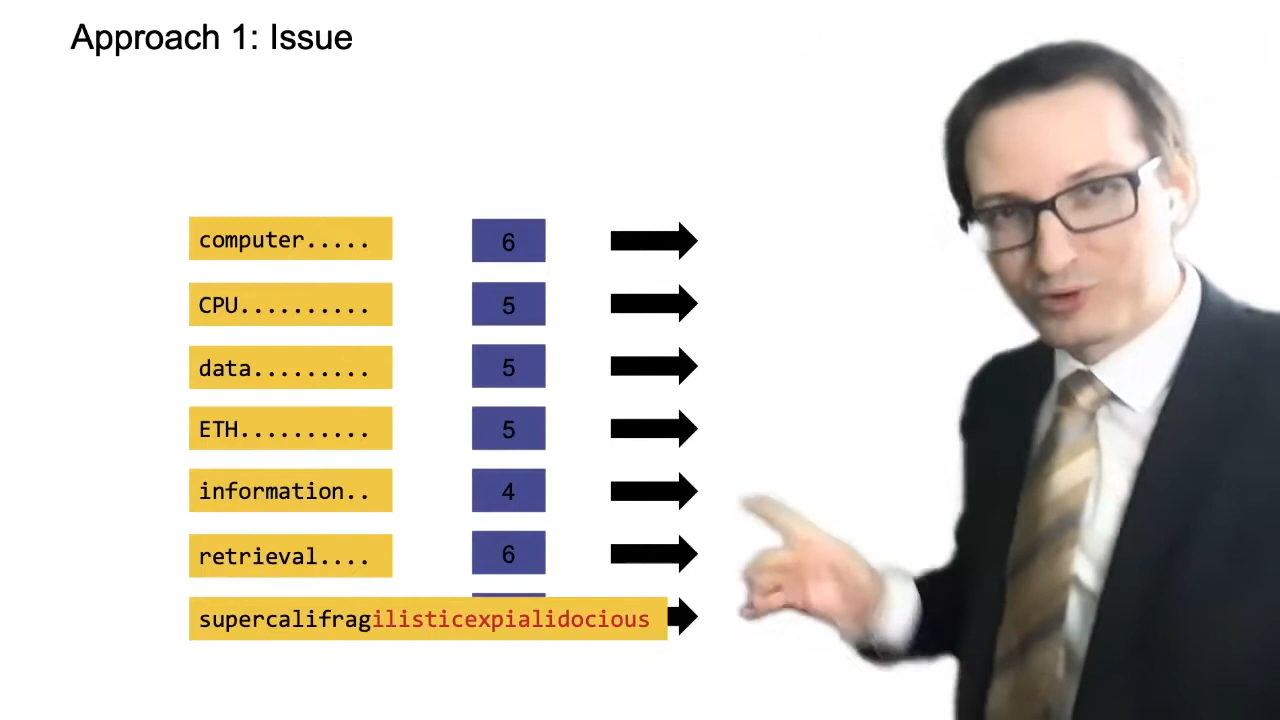 Approach 1: Issue
computer..... 6
CPU.......... 5
data......... 5
ETH.......... 5
information.. 4
retrieval.... 6
supercalifragilisticexpialidocious